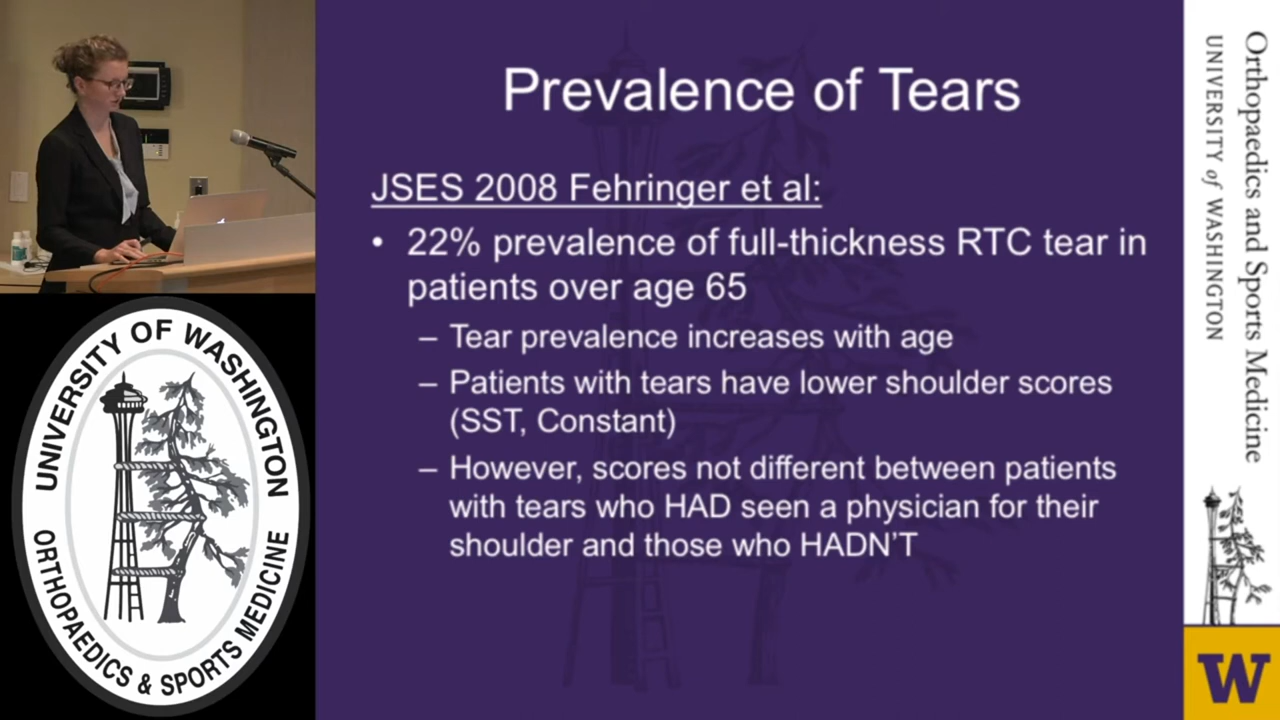 Prevalence of Tears
JSES 2008 Fehringer et al:
• 22% prevalence of full-thickness RTC tear in
patients over age 65
– Tear prevalence increases with age
– Patients with tears have lower shoulder scores
(SST, Constant)
– However, scores not different between patients
with tears who HAD seen a physician for their
shoulder and those who HADN'T
UNIVERSITY OF WASHINGTON
ORTHOPAEDICS & SPORTS MEDICINE
Orthopaedics and Sports Medicine
UNIVERSITY of WASHINGTON
W